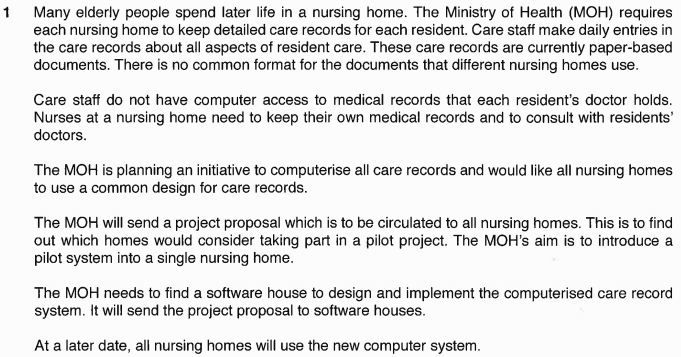 1 Many elderly people spend later life in a nursing home. The Ministry of Health (MOH) requires
each nursing home to keep detailed care records for each resident. Care staff make daily entries in
the care records about all aspects of resident care. These care records are currently paper-based
documents. There is no common format for the documents that different nursing homes use.
Care staff do not have computer access to medical records that each resident's doctor holds.
Nurses at a nursing home need to keep their own medical records and to consult with residents'
doctors.
The MOH is planning an initiative to computerise all care records and would like all nursing homes
to use a common design for care records.
The MOH will send a project proposal which is to be circulated to all nursing homes. This is to find
out which homes would consider taking part in a pilot project. The MOH's aim is to introduce a
pilot system into a single nursing home.
The MOH needs to find a software house to design and implement the computerised care record
system. It will send the project proposal to software houses.
At a later date, all nursing homes will use the new computer system.